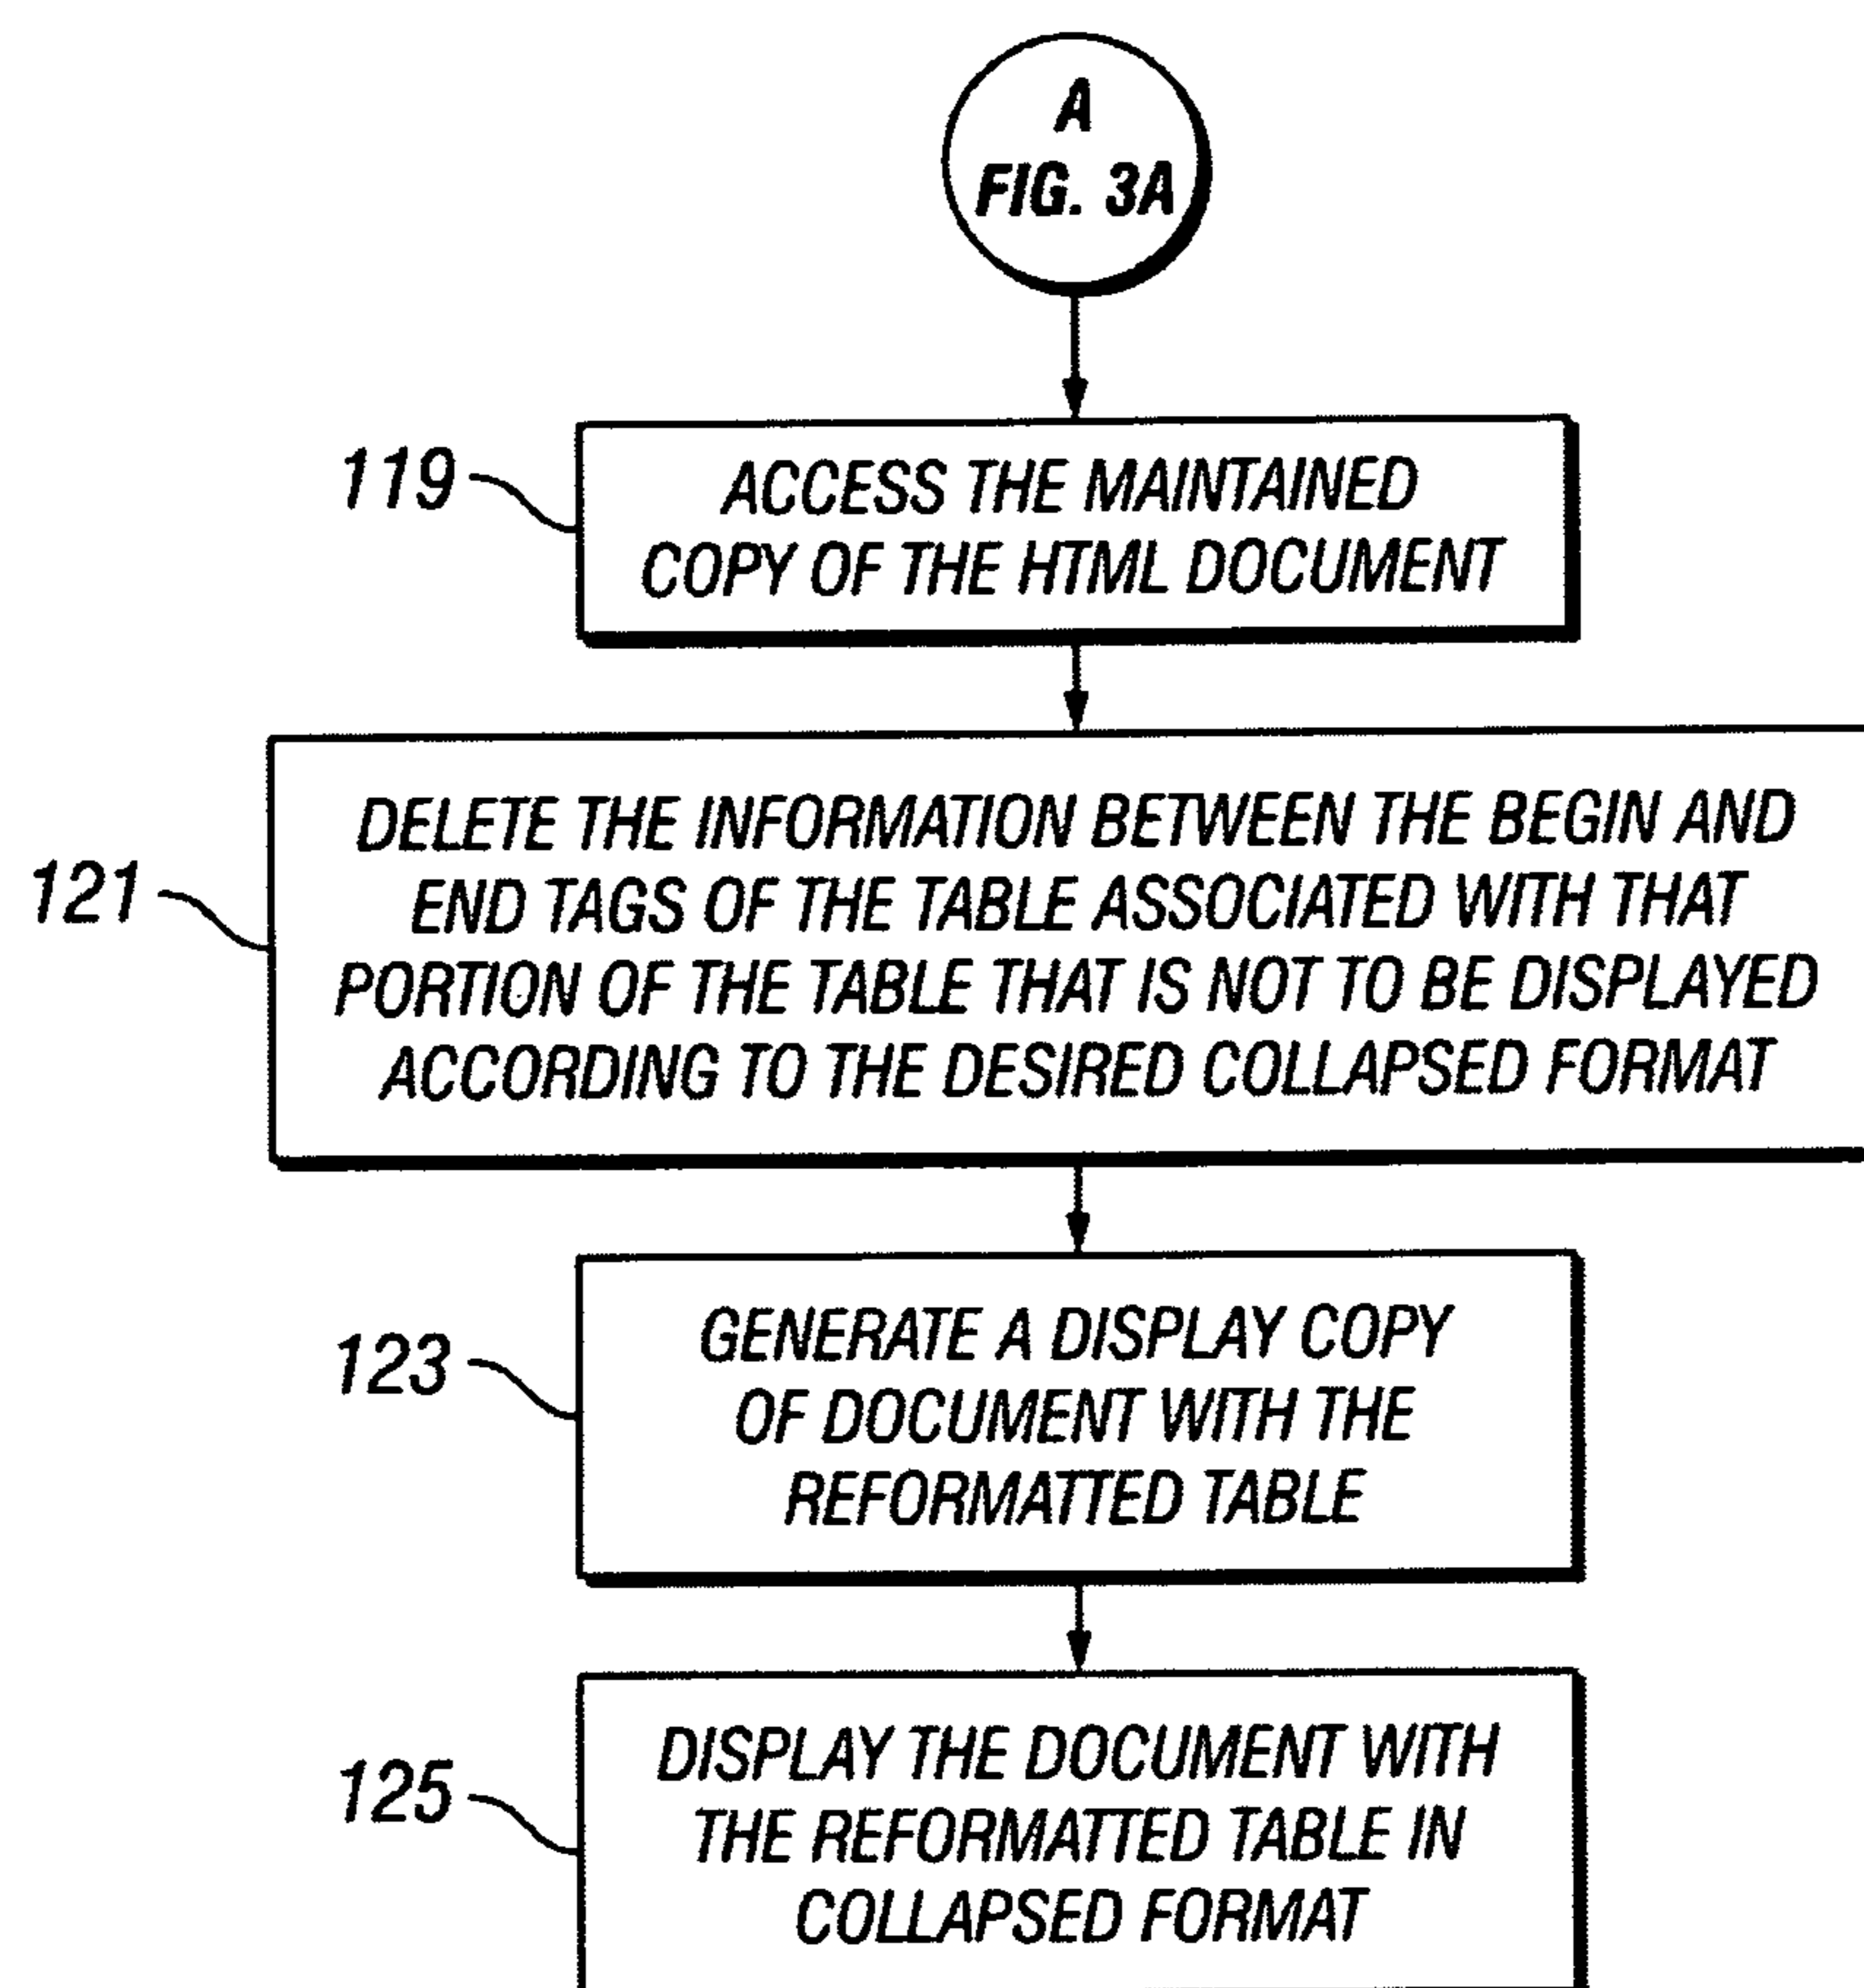 A
FIG. 3A
119
ACCESS THE MAINTAINED
COPY OF THE HTML DOCUMENT
121
DELETE THE INFORMATION BETWEEN THE BEGIN AND
END TAGS OF THE TABLE ASSOCIATED WITH THAT
PORTION OF THE TABLE THAT IS NOT TO BE DISPLAYED
ACCORDING TO THE DESIRED COLLAPSED FORMAT
123
GENERATE A DISPLAY COPY
OF DOCUMENT WITH THE
REFORMATTED TABLE
125
DISPLAY THE DOCUMENT WITH
THE REFORMATTED TABLE IN
COLLAPSED FORMAT